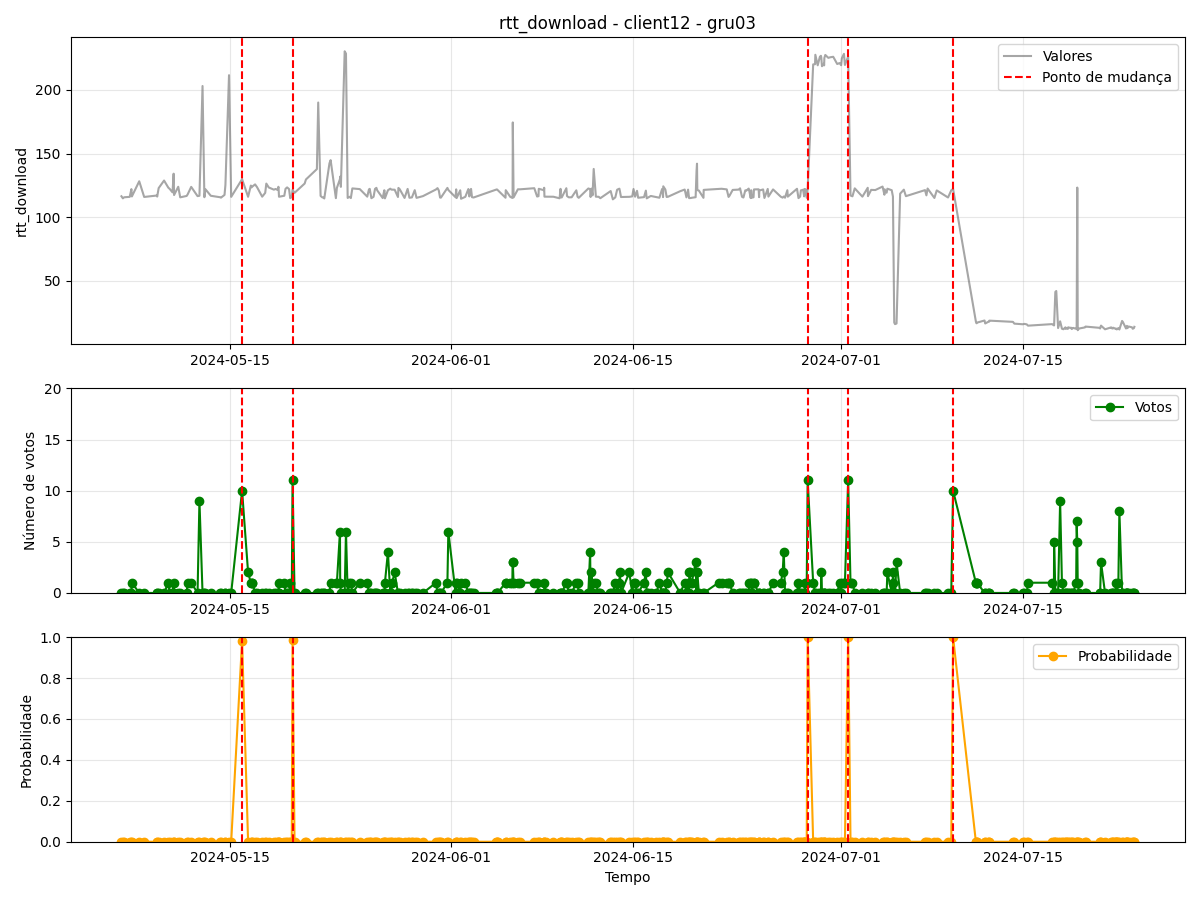 rtt_download - client12 - gru03
rtt_download
200
150
100
50
Valores
Ponto de mudança
2024-05-15 2024-06-01 2024-06-15 2024-07-01 2024-07-15
Número de votos
20
15
10
5
0
Votos
2024-05-15 2024-06-01 2024-06-15 2024-07-01 2024-07-15
Probabilidade
1.0
0.8
0.6
0.4
0.2
0.0
Probabilidade
2024-05-15 2024-06-01 2024-06-15 2024-07-01 2024-07-15
Tempo